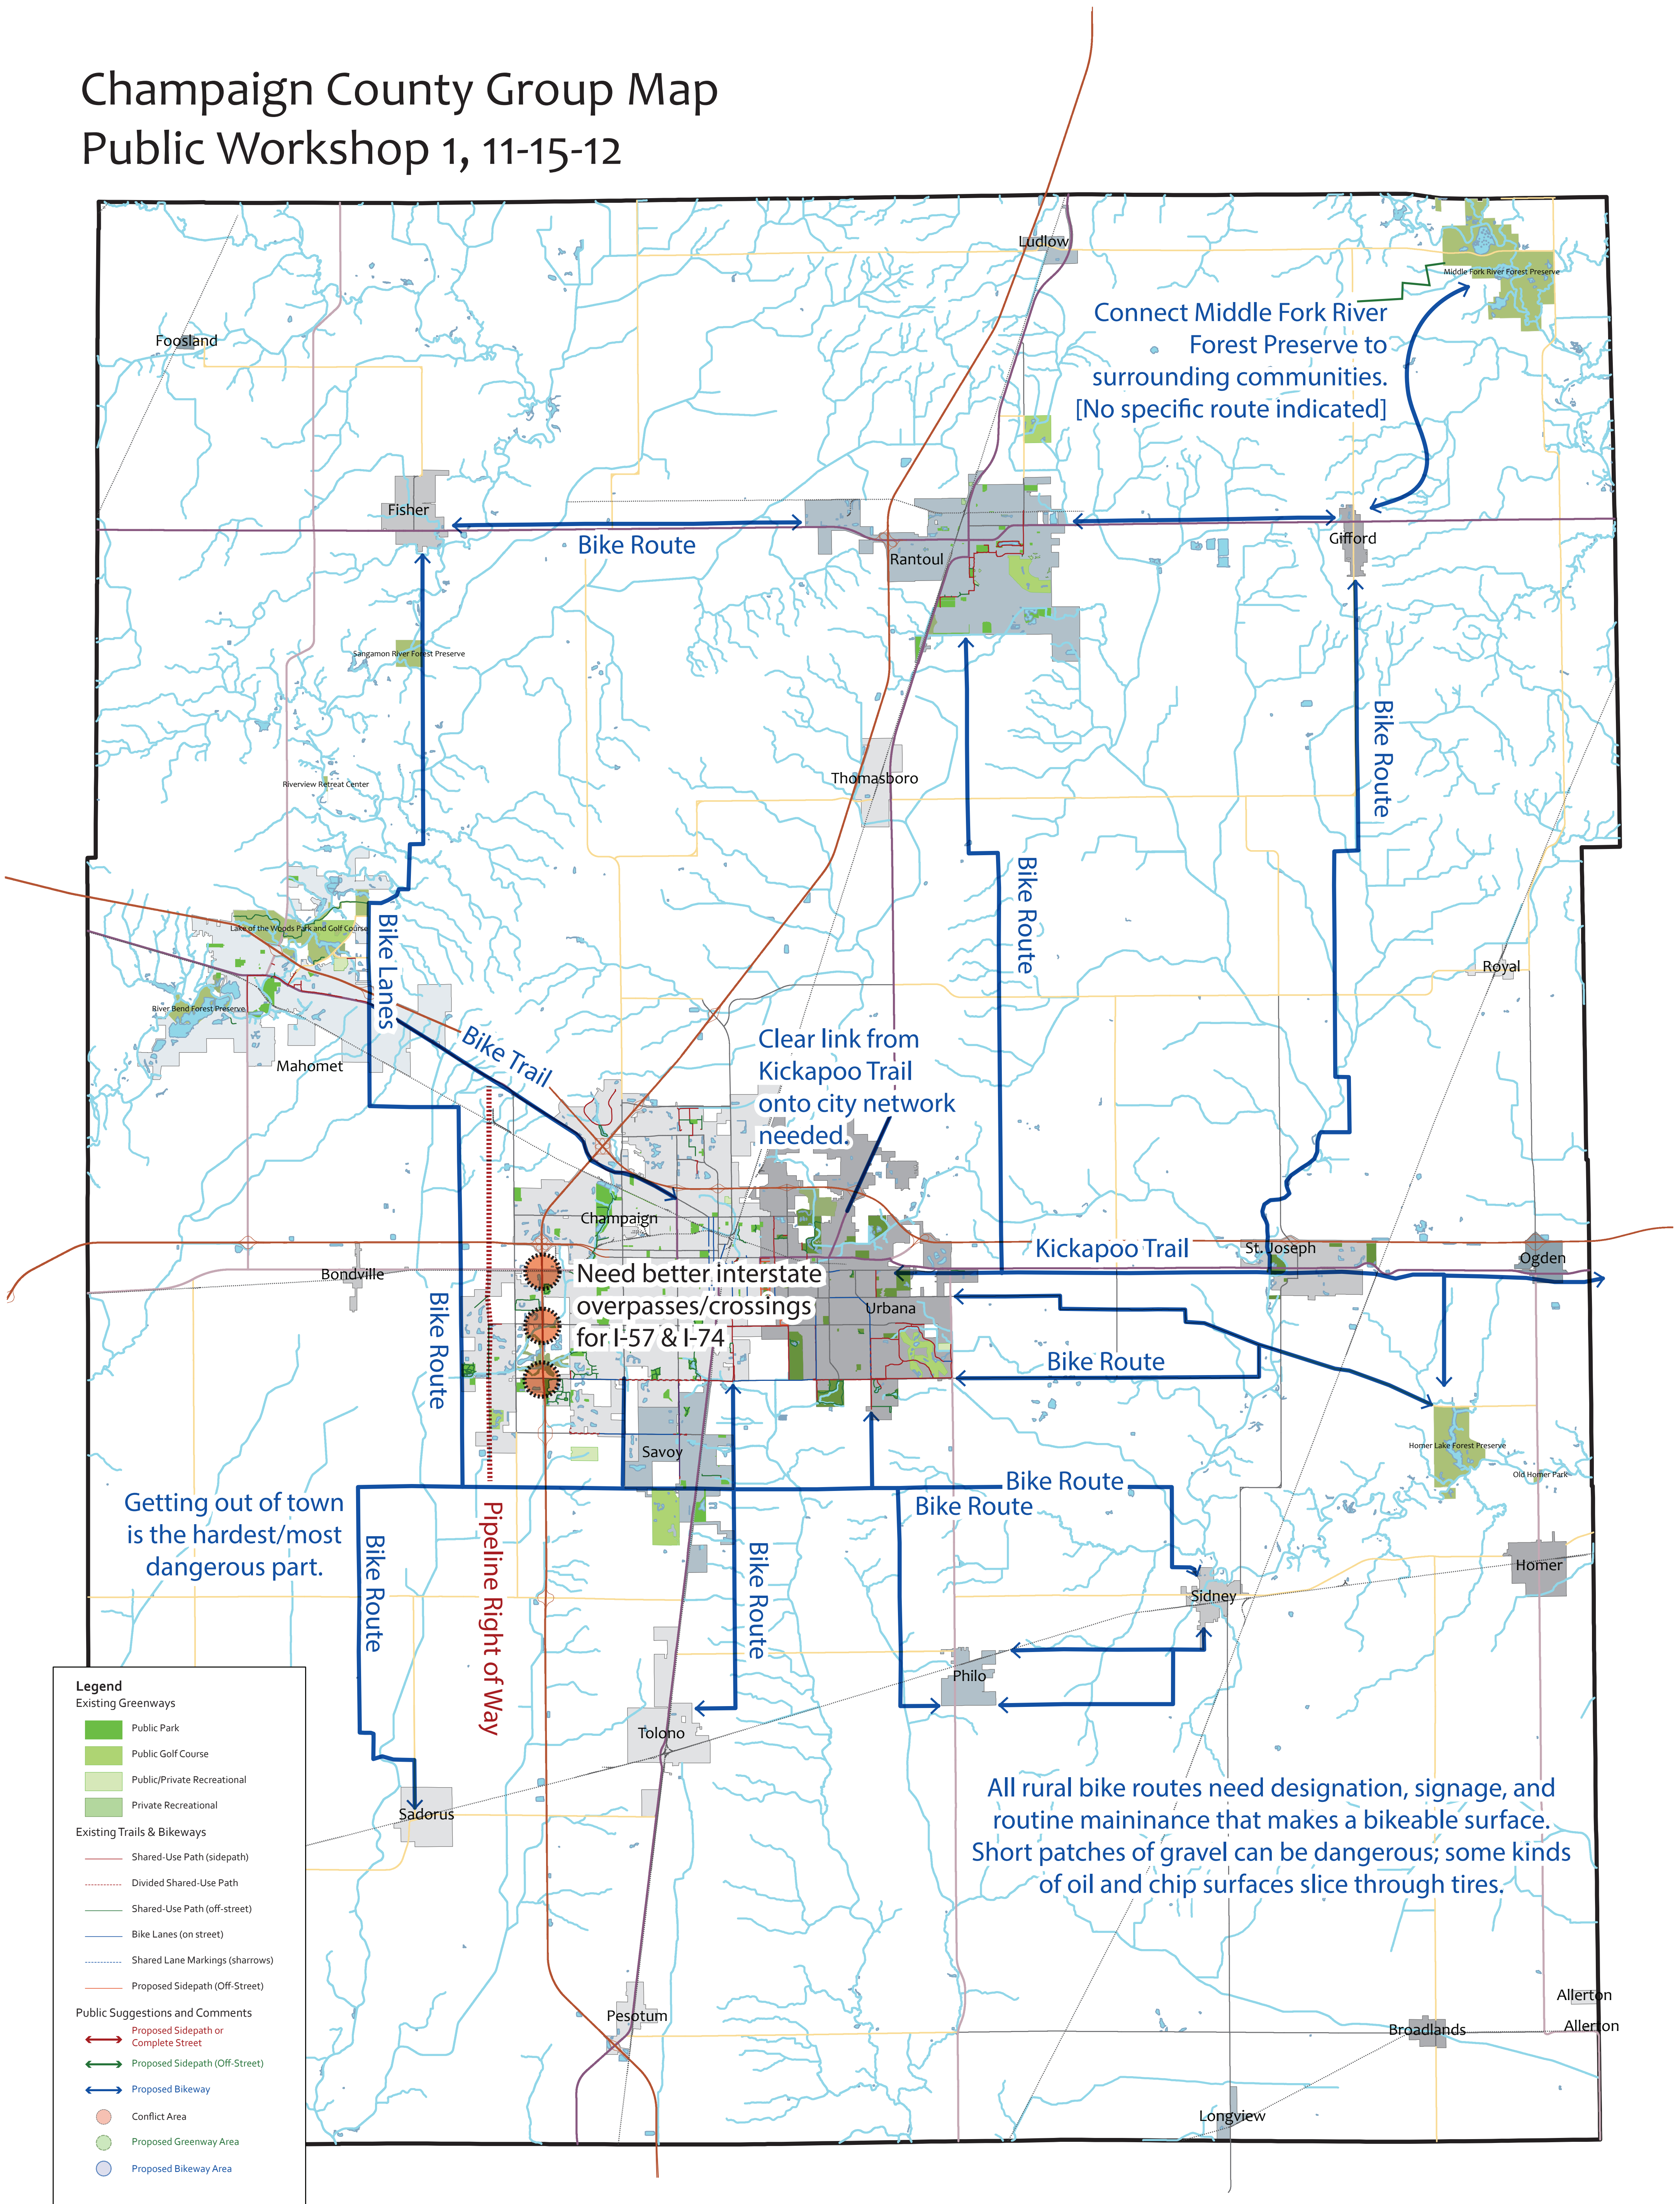 Champaign County Group Map
Public Workshop 1, 11-15-12
Ludlow
Middle Fork River Forest Preserve
Connect Middle Fork River
Forest Preserve to
surrounding communities.
[No specific route indicated]
Foosland
Fisher
Bike Route
Rantoul
Gifford
Sangamon River Forest Preserve
Bike Route
Thomasboro
Riverview Retreat Center
Bike Route
Lake of the Woods Park and Golf Course
Bike Lanes
Royal
River Bend Forest Preserve
Mahomet
Bike Trail
Clear link from
Kickapoo Trail
onto city network
needed.
Champaign
Kickapoo Trail
St. Joseph
Ogden
Bondville
Need better interstate
overpasses/crossings
for I-57 & I-74
Urbana
Bike Route
Bike Route
Savoy
Homer Lake Forest Preserve
Old Homer Park
Bike Route
Bike Route
Getting out of town
is the hardest/most
dangerous part.
Bike Route
Pipeline Right of Way
Bike Route
Homer
Sidney
Philo
Tolono
Sadorus
All rural bike routes need designation, signage, and
routine maininance that makes a bikeable surface.
Short patches of gravel can be dangerous; some kinds
of oil and chip surfaces slice through tires.
Pesotum
Allerton
Allerton
Broadlands
Longview
Legend
Existing Greenways
Public Park
Public Golf Course
Public/Private Recreational
Private Recreational
Existing Trails & Bikeways
Shared-Use Path (sidepath)
Divided Shared-Use Path
Shared-Use Path (off-street)
Bike Lanes (on street)
Shared Lane Markings (sharrows)
Proposed Sidepath (Off-Street)
Public Suggestions and Comments
Proposed Sidepath or
Complete Street
Proposed Sidepath (Off-Street)
Proposed Bikeway
Conflict Area
Proposed Greenway Area
Proposed Bikeway Area